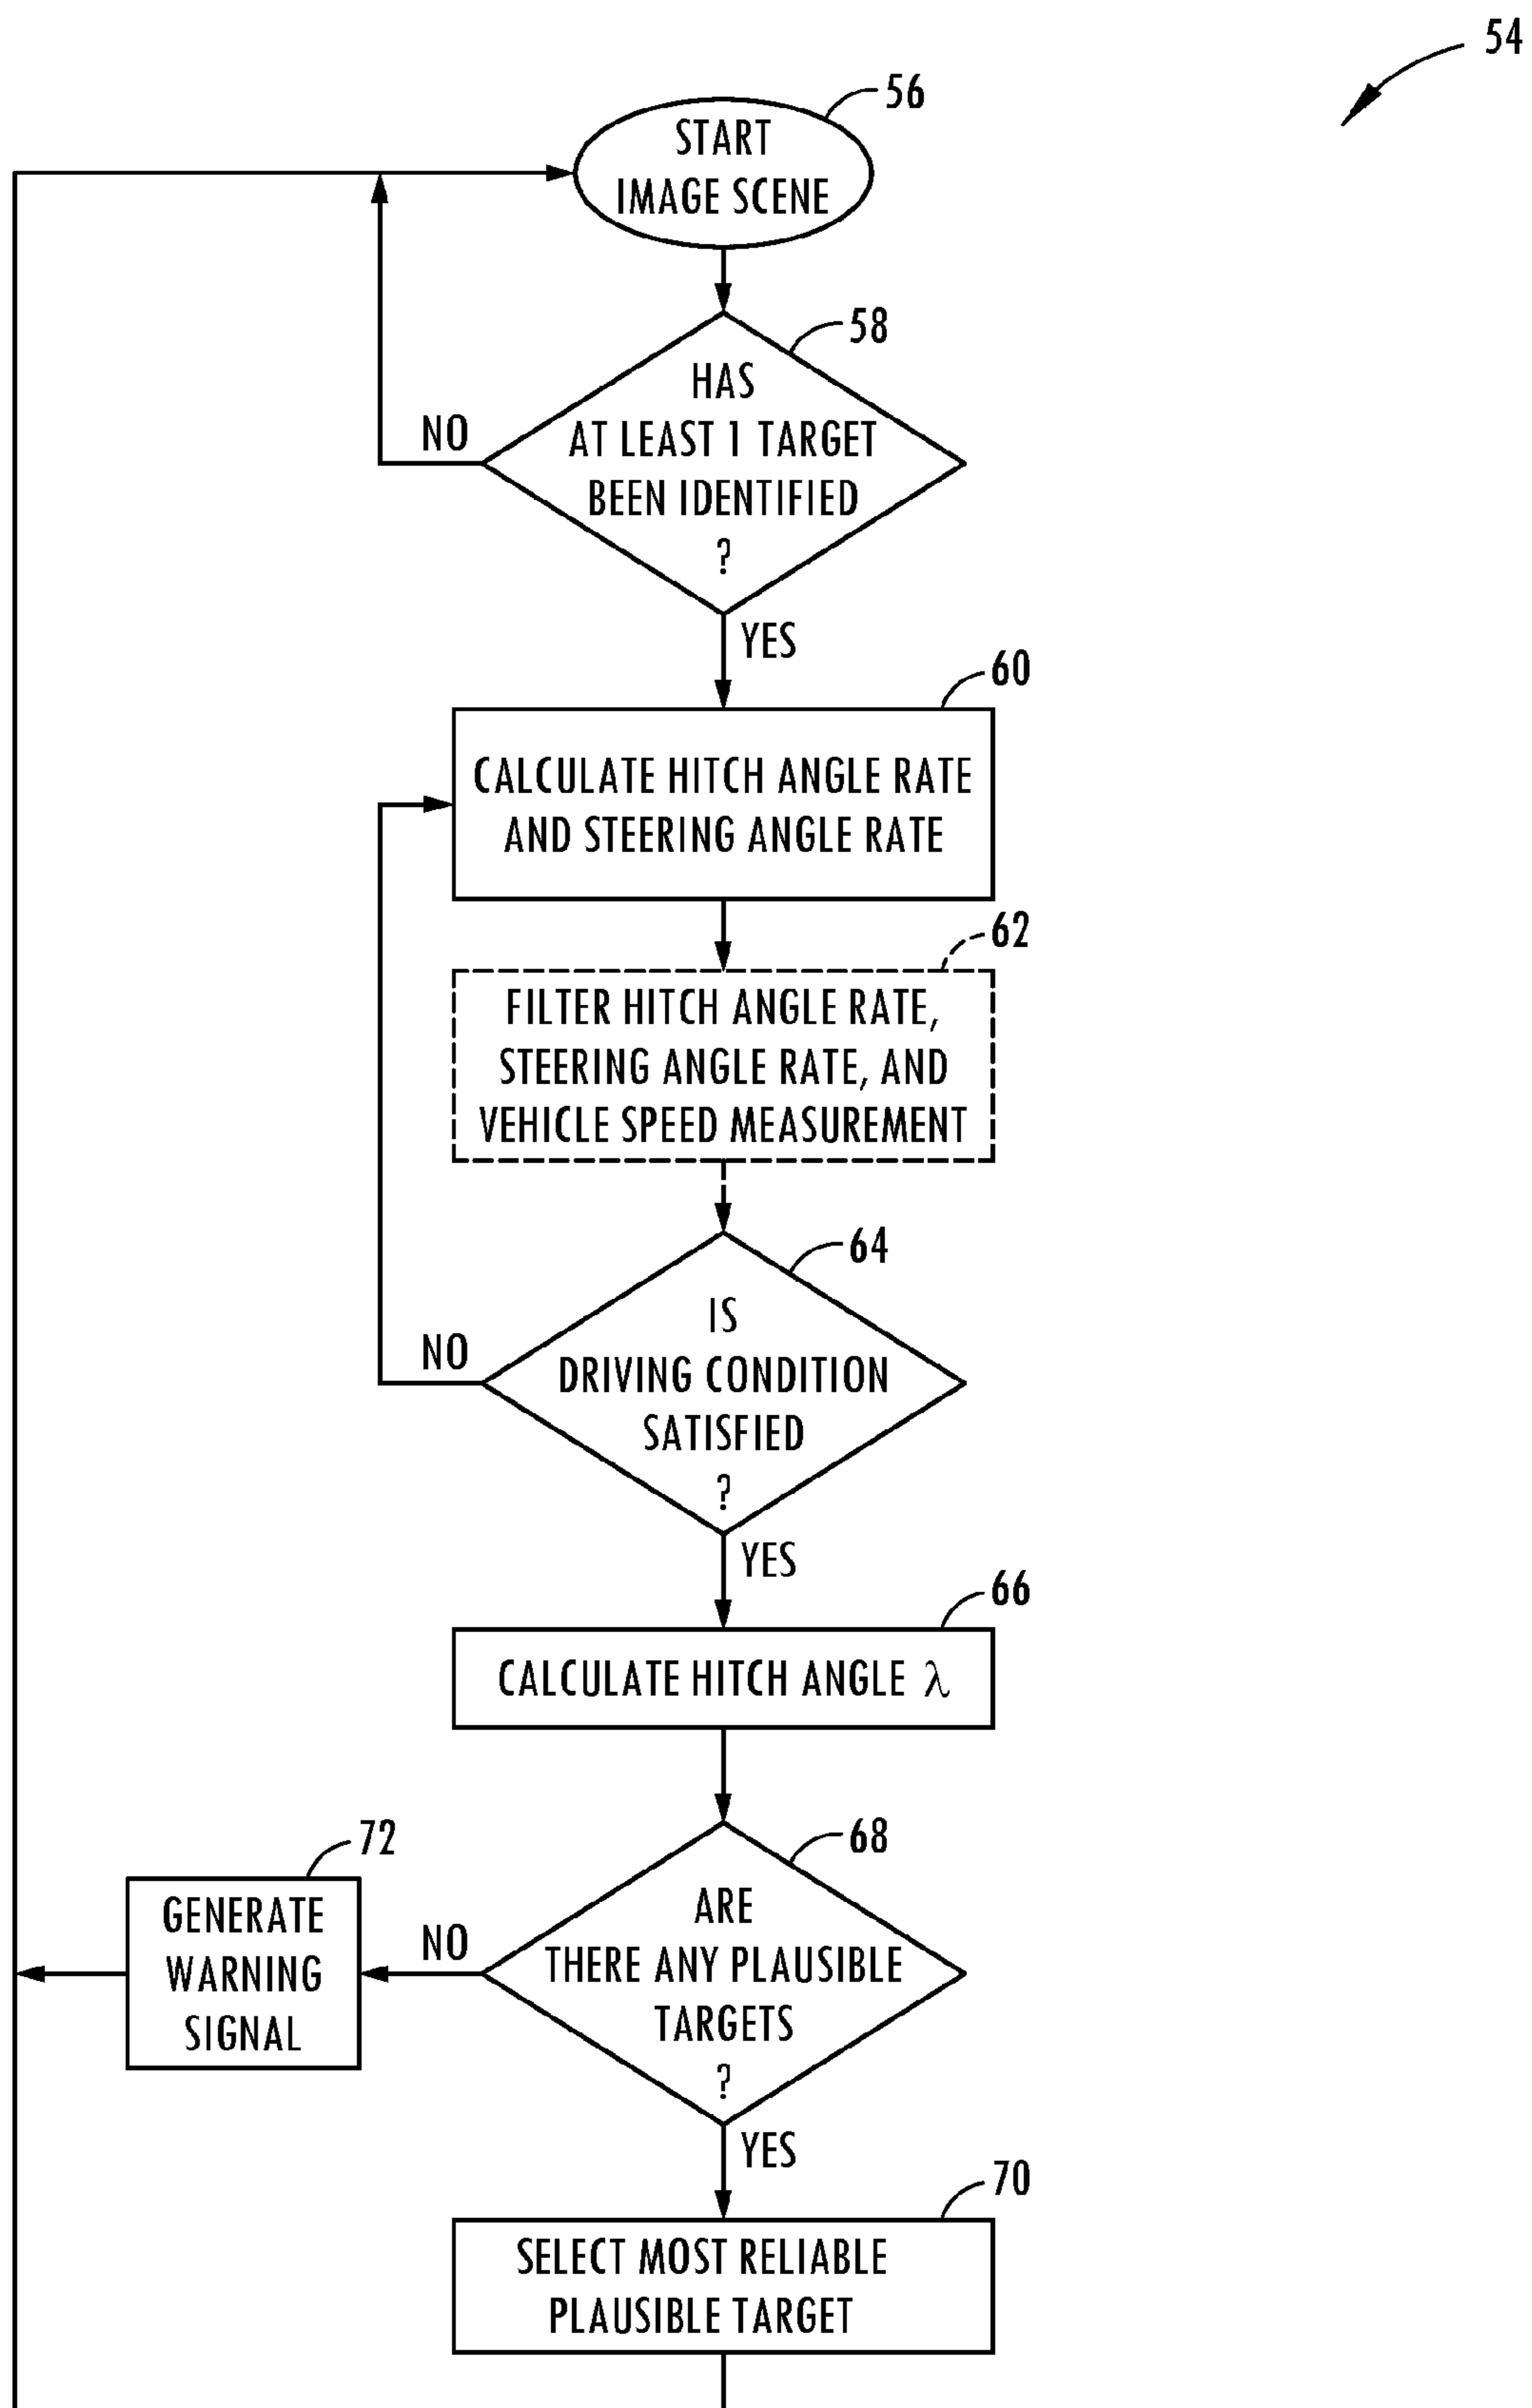 54
56
START
IMAGE SCENE
58
HAS
AT LEAST 1 TARGET
BEEN IDENTIFIED
?
NO
YES
60
CALCULATE HITCH ANGLE RATE
AND STEERING ANGLE RATE
62
FILTER HITCH ANGLE RATE,
STEERING ANGLE RATE, AND
VEHICLE SPEED MEASUREMENT
64
IS
DRIVING CONDITION
SATISFIED
?
NO
YES
66
CALCULATE HITCH ANGLE λ
68
ARE
THERE ANY PLAUSIBLE
TARGETS
?
NO
72
GENERATE
WARNING
SIGNAL
YES
70
SELECT MOST RELIABLE
PLAUSIBLE TARGET